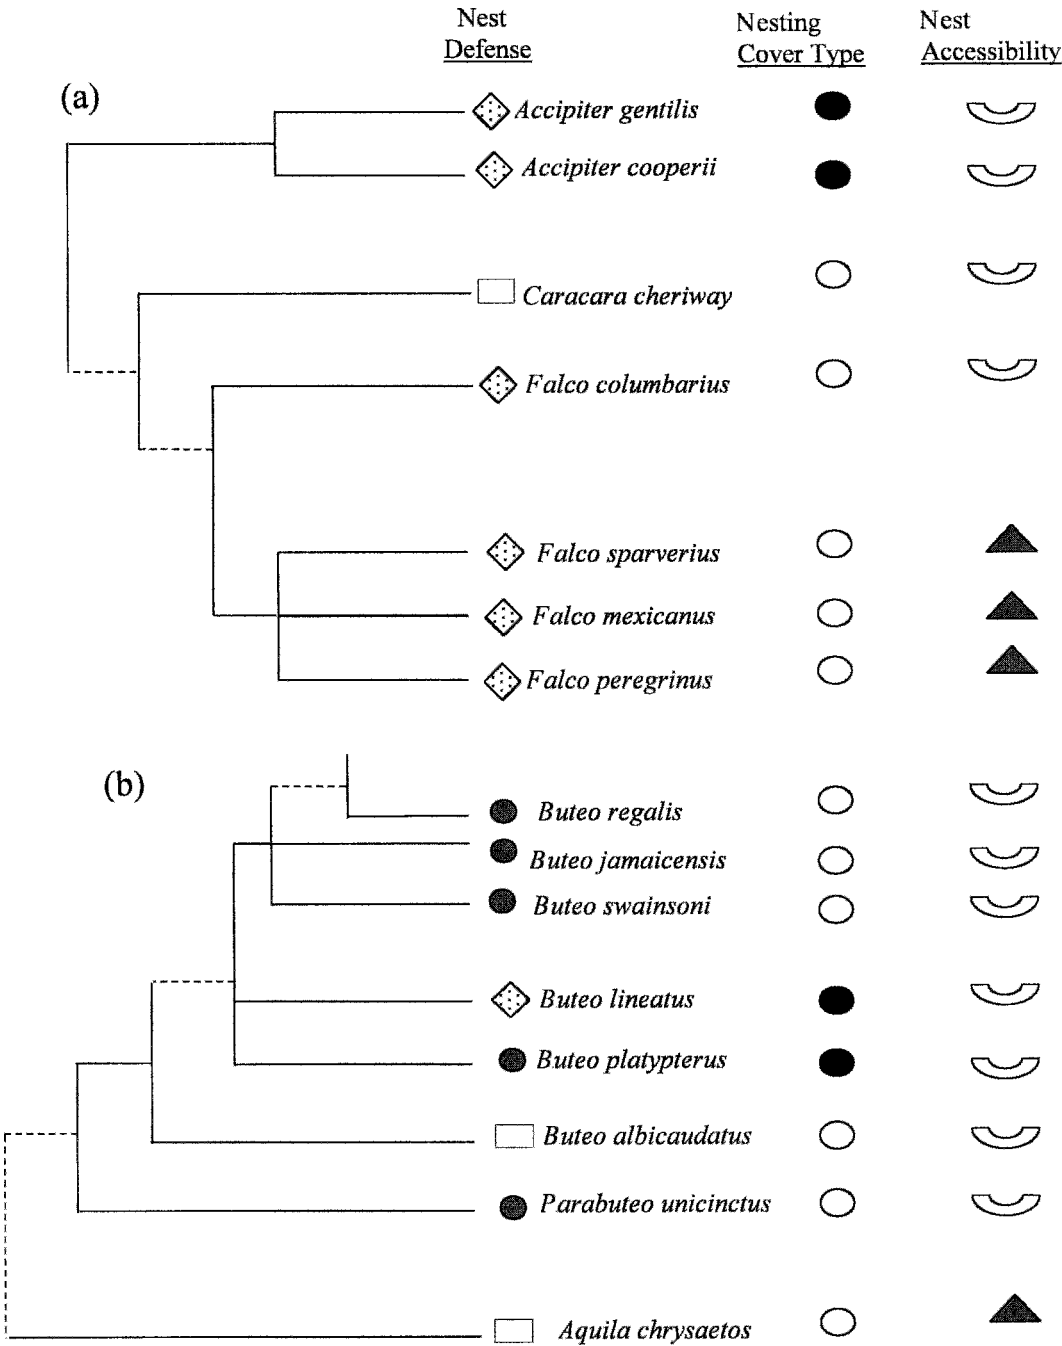 Nest
Defense
Nesting
Cover Type
Nest
Accessibility
(a)
Accipiter gentilis
Accipiter cooperii
Caracara cheriway
Falco columbarius
Falco sparverius
Falco mexicanus
Falco peregrinus
(b)
Buteo regalis
Buteo jamaicensis
Buteo swainsoni
Buteo lineatus
Buteo platypterus
Buteo albicaudatus
Parabuteo unicinctus
Aquila chrysaetos